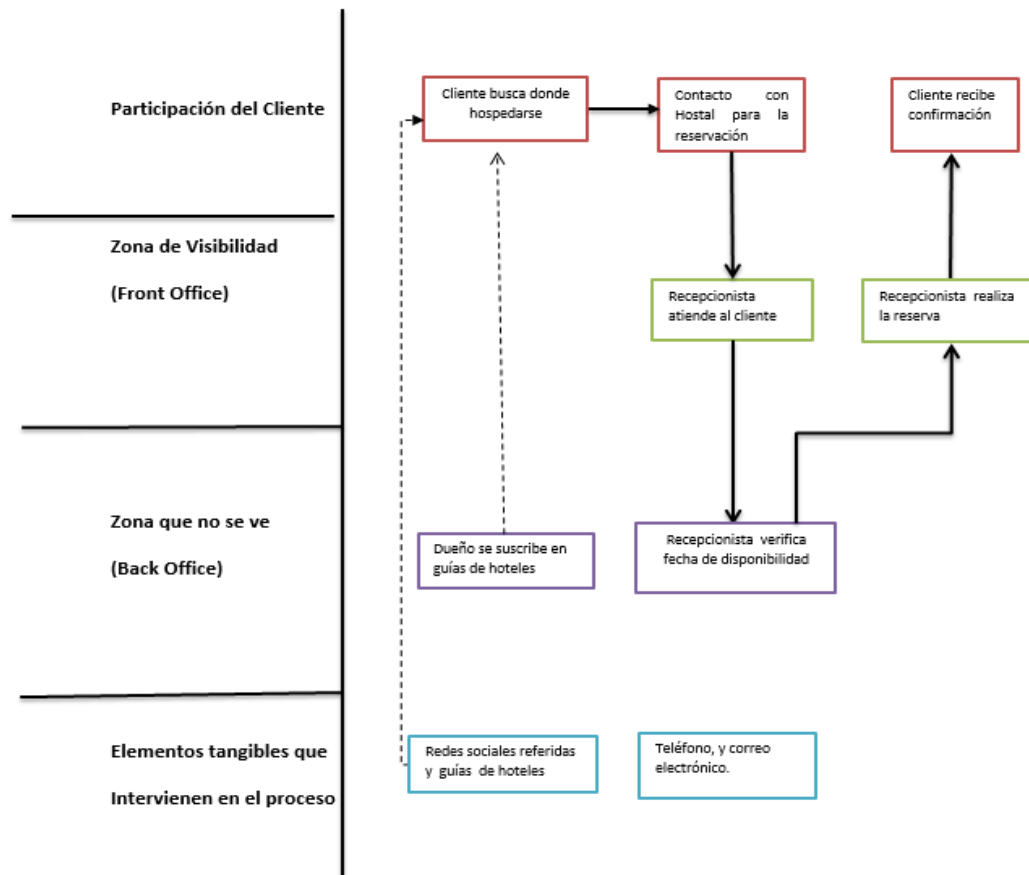 Participación del Cliente
Cliente busca donde
hospedarse
Contacto con
Hostal para la
reservación
Cliente recibe
confirmación
Zona de Visibilidad
(Front Office)
Recepcionista
atiende al cliente
Recepcionista realiza
la reserva
Zona que no se ve
(Back Office)
Dueño se suscribe en
guías de hoteles
Recepcionista verifica
fecha de disponibilidad
Elementos tangibles que
Intervienen en el proceso
Redes sociales referidas
y guías de hoteles
Teléfono, y correo
electrónico.